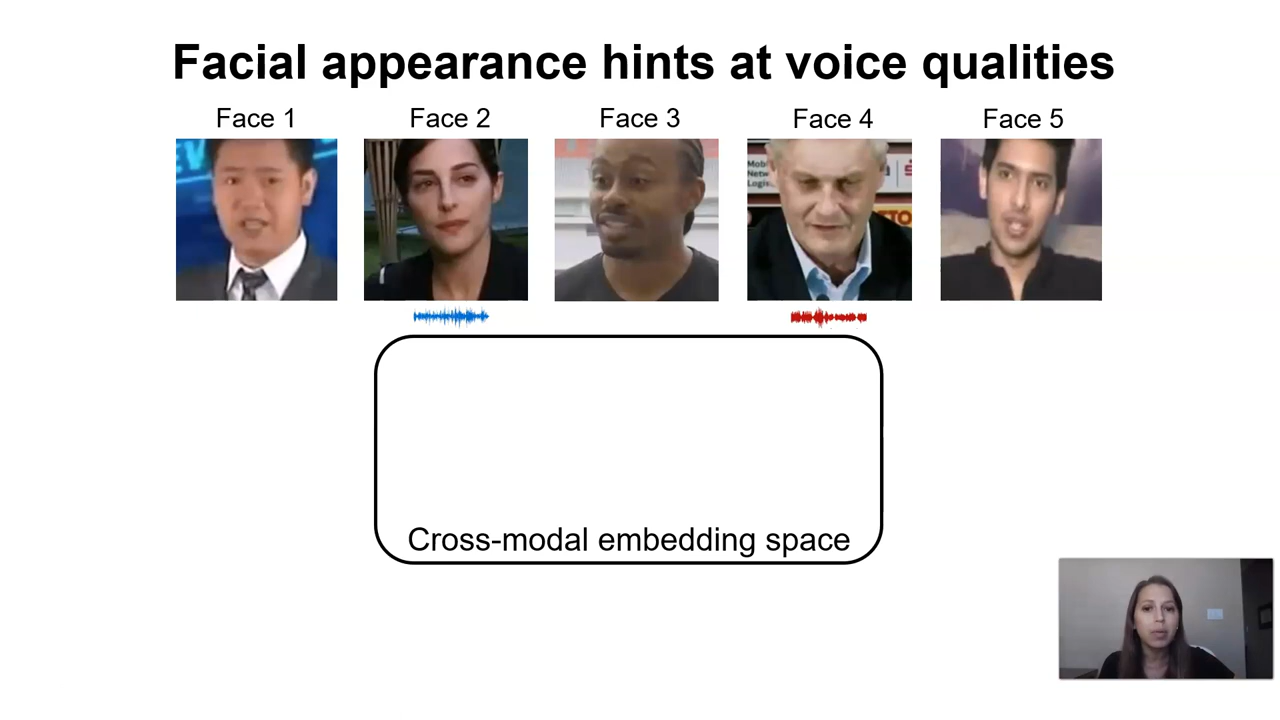 Facial appearance hints at voice qualities
Face 1
Face 2
Face 3
Face 4
Face 5
Cross-modal embedding space